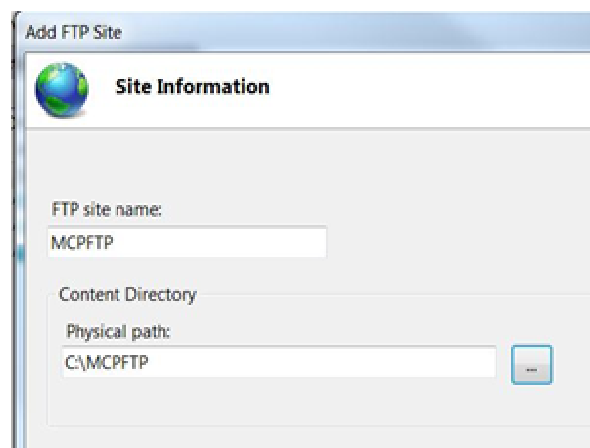 Add FTP Site
Site Information
FTP site name:
MCPFTP
Content Directory
Physical path:
C:\MCPFTP
...